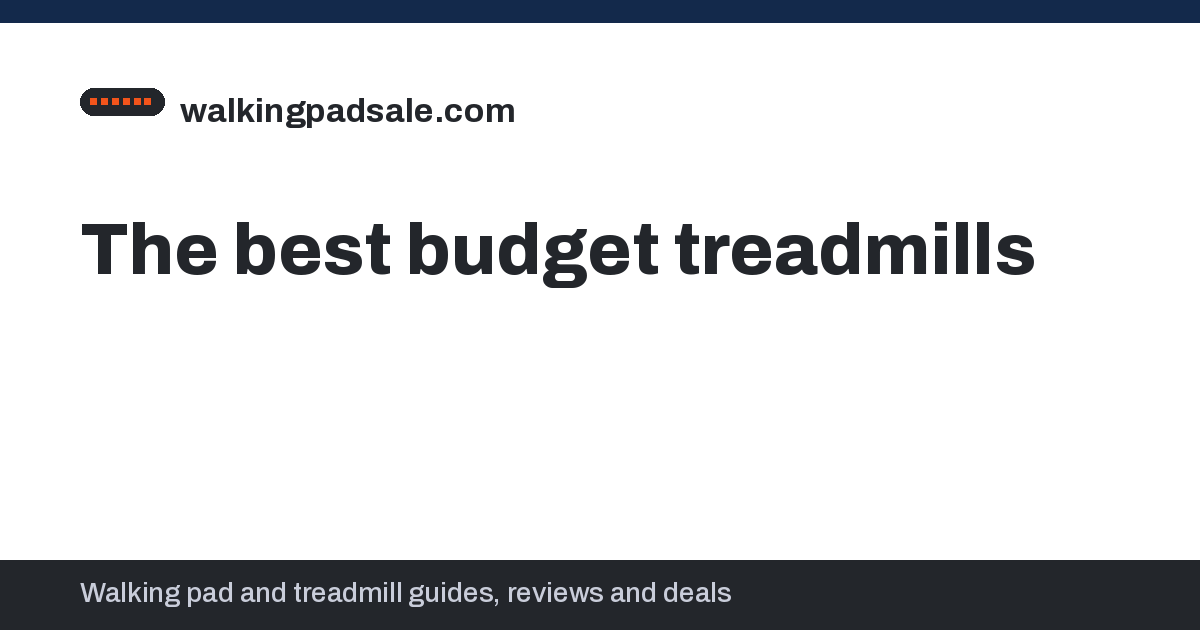 walkingpadsale.com
The best budget treadmills
Walking pad and treadmill guides, reviews and deals